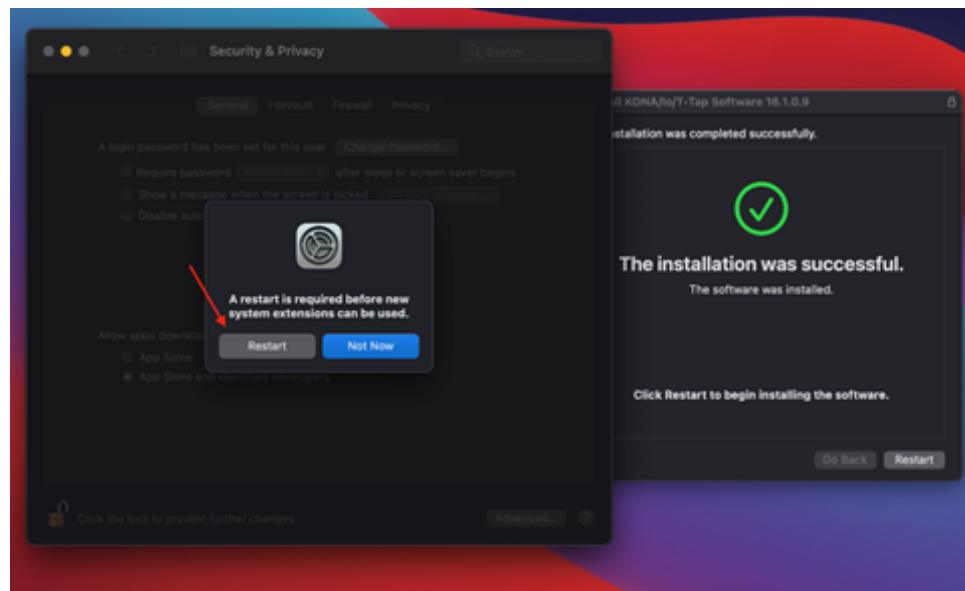 Security & Privacy
Search
General FileVault Firewall Privacy
A login password has been set for this user Change Password...
Require password after sleep or screen saver begins
Show a message when the screen is locked
Disable auto
A restart is required before new
system extensions can be used.
Restart Not Now
Allow apps downloa
App Store
App Store and identified developers
Click the lock to prevent further changes.
Advanced... ?
ll KONA/Io/T-Tap Software 16.1.0.9
stallation was completed successfully.
The installation was successful.
The software was installed.
Click Restart to begin installing the software.
Go Back Restart